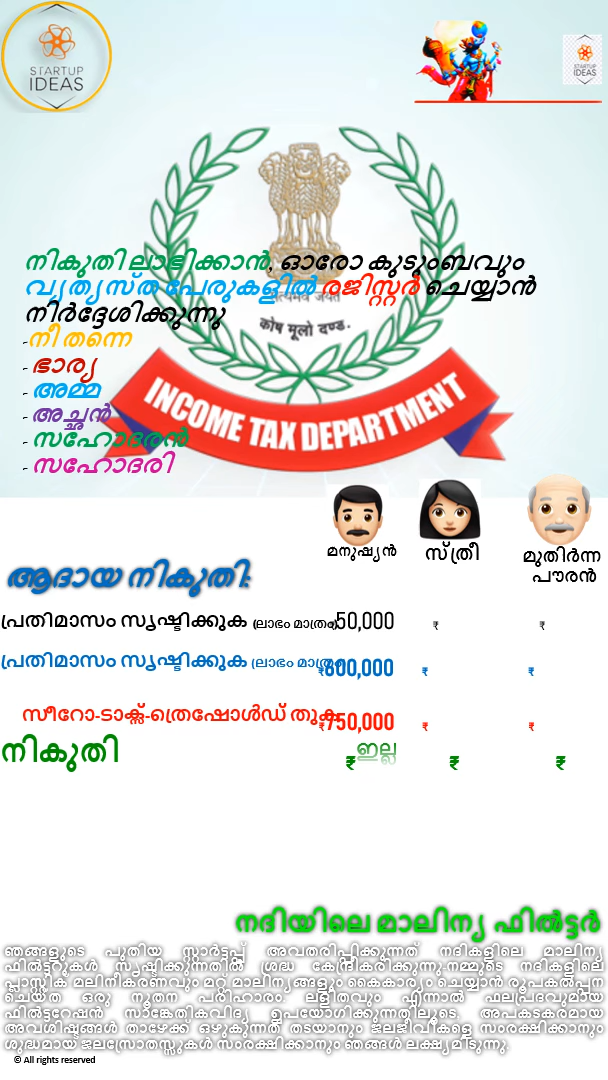 STARTUP
IDEAS
STARTUP
IDEAS
നികുതി ലാഭിക്കാൻ, ഓരോ കുടുംബവും
വ്യത്യസ്ത പേരുകളിൽ രജിസ്റ്റർ ചെയ്യാൻ
सत्यमेव जयते
നിർദ്ദേശിക്കുന്നു
कोष मूलो दण्ड.
-നീ തന്നെ
- ഭാര്യ
- അമ്മ
- അച്ഛൻ
- സഹോദരൻ
- സഹോദരി
INCOME TAX DEPARTMENT
മനുഷ്യൻ സ്ത്രീ മുതിർന്ന
പൗരൻ
ആദായ നികുതി:
പ്രതിമാസം സൃഷ്ടിക്കുക (ലാഭം മാത്രം) 50,000 ₹ ₹
പ്രതിമാസം സൃഷ്ടിക്കുക (ലാഭം മാത്രം) ₹600,000 ₹ ₹
സീറോ-ടാക്സ്-ത്രെഷോൾഡ് തുക ₹750,000 ₹ ₹
നികുതി ₹ഇല്ല ₹ ₹
നദിയിലെ മാലിന്യ ഫിൽട്ടർ
ഞങ്ങളുടെ പുതിയ സ്റ്റാർട്ടപ്പ് അവതരിപ്പിക്കുന്നത് നദികളിലെ മാലിന്യ
ഫിൽട്ടറുകൾ സൃഷ്ടിക്കുന്നതിൽ ശ്രദ്ധ കേന്ദ്രീകരിക്കുന്നു-നമ്മുടെ നദികളിലെ
പ്ലാസ്റ്റിക് മലിനീകരണവും മറ്റ് മാലിന്യങ്ങളും കൈകാര്യം ചെയ്യാൻ രൂപകൽപ്പന
ചെയ്ത ഒരു നൂതന പരിഹാരം. ലളിതവും എന്നാൽ ഫലപ്രദവുമായ
ഫിൽട്ടറേഷൻ സാങ്കേതികവിദ്യ ഉപയോഗിക്കുന്നതിലൂടെ, അപകടകരമായ
അവശിഷ്ടങ്ങൾ താഴേക്ക് ഒഴുകുന്നത് തടയാനും ജലജീവികളെ സംരക്ഷിക്കാനും
ശുദ്ധമായ ജലസ്രോതസ്സുകൾ സംരക്ഷിക്കാനും ഞങ്ങൾ ലക്ഷ്യമിടുന്നു.
© All rights reserved